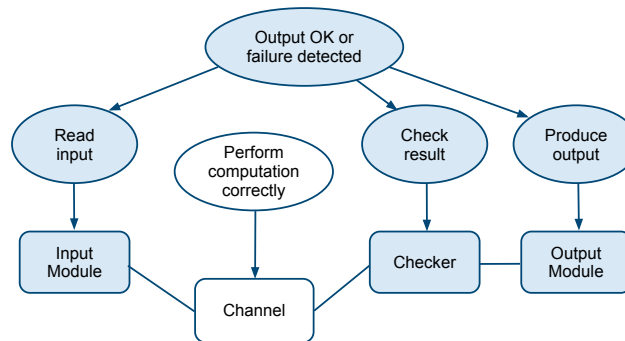 Output OK or
failure detected
Read
input
Perform
computation
correctly
Check
result
Produce
output
Input
Module
Channel
Checker
Output
Module